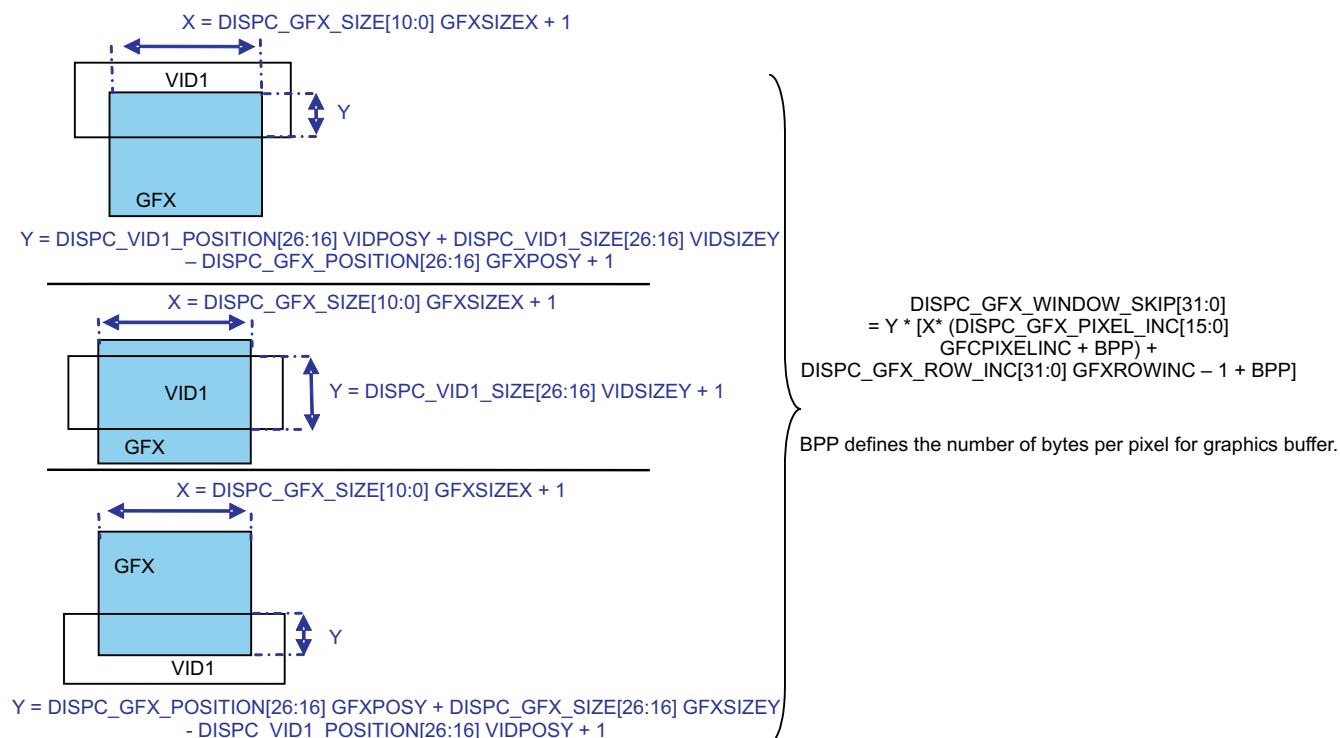 X = DISPC_GFX_SIZE[10:0] GFXSIZEX + 1
VID1
Y
GFX
Y = DISPC_VID1_POSITION[26:16] VIDPOSY + DISPC_VID1_SIZE[26:16] VIDSIZEY
– DISPC_GFX_POSITION[26:16] GFXPOSY + 1
X = DISPC_GFX_SIZE[10:0] GFXSIZEX + 1
VID1
Y = DISPC_VID1_SIZE[26:16] VIDSIZEY + 1
GFX
X = DISPC_GFX_SIZE[10:0] GFXSIZEX + 1
GFX
Y
VID1
Y = DISPC_GFX_POSITION[26:16] GFXPOSY + DISPC_GFX_SIZE[26:16] GFXSIZEY
- DISPC_VID1_POSITION[26:16] VIDPOSY + 1
DISPC_GFX_WINDOW_SKIP[31:0]
= Y * [X* (DISPC_GFX_PIXEL_INC[15:0]
GFCPIXELINC + BPP) +
DISPC_GFX_ROW_INC[31:0] GFXROWINC – 1 + BPP]
BPP defines the number of bytes per pixel for graphics buffer.